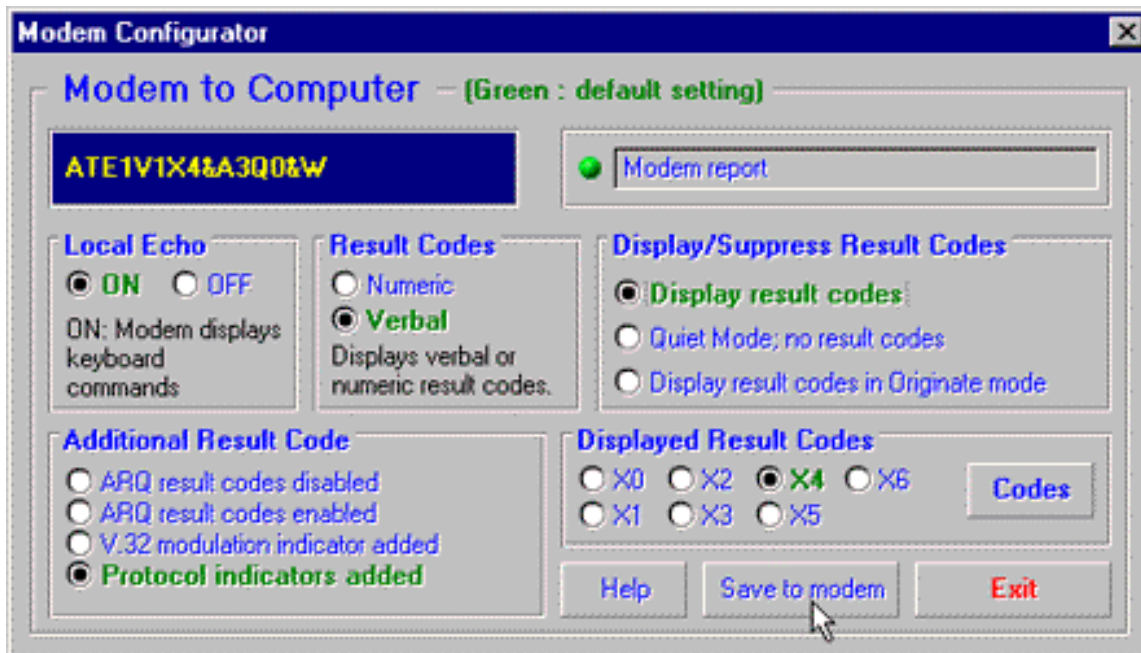 Modem Configurator
Modem to Computer (Green : default setting)
ATE1V1X4&A3Q0&W
Modem report
Local Echo
ON OFF
ON: Modem displays
keyboard
commands
Result Codes
Numeric
Verbal
Displays verbal or
numeric result codes.
Display/Suppress Result Codes
Display result codes
Quiet Mode; no result codes
Display result codes in Originate mode
Additional Result Code
ARQ result codes disabled
ARQ result codes enabled
V.32 modulation indicator added
Protocol indicators added
Displayed Result Codes
X0 X2 X4 X6
X1 X3 X5
Codes
Help
Save to modem
Exit